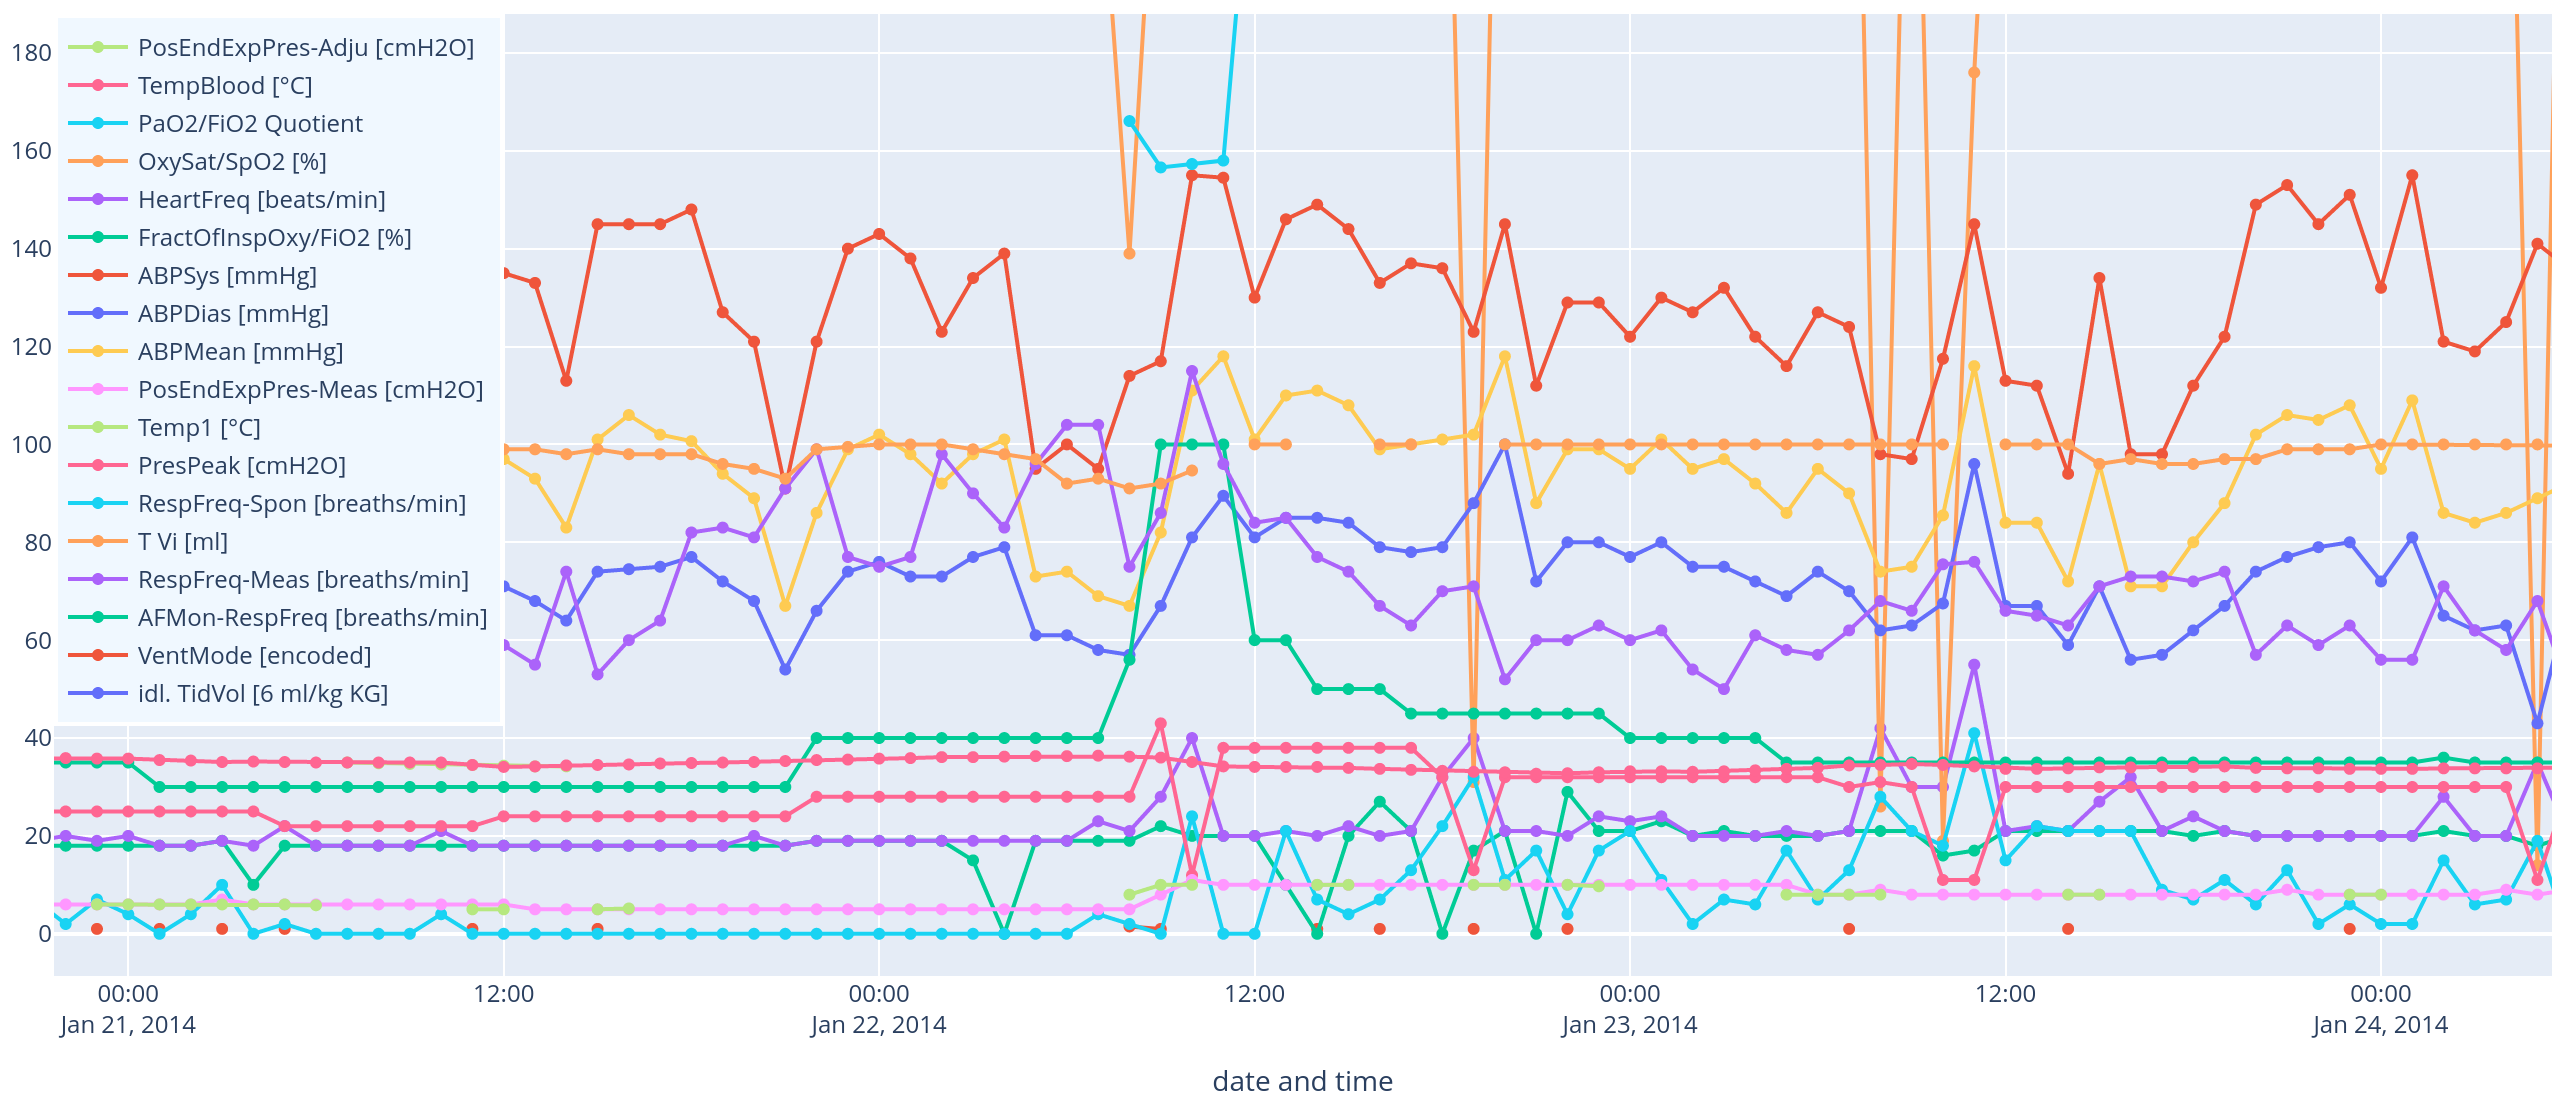 180
160
140
120
100
80
60
40
20
0
PosEndExpPres-Adju [cmH2O]
TempBlood [°C]
PaO2/FiO2 Quotient
OxySat/SpO2 [%]
HeartFreq [beats/min]
FractOfInspOxy/FiO2 [%]
ABPSys [mmHg]
ABPDias [mmHg]
ABPMean [mmHg]
PosEndExpPres-Meas [cmH2O]
Temp1 [°C]
PresPeak [cmH2O]
RespFreq-Spon [breaths/min]
T Vi [ml]
RespFreq-Meas [breaths/min]
AFMon-RespFreq [breaths/min]
VentMode [encoded]
idl. TidVol [6 ml/kg KG]
00:00 12:00 00:00 12:00 00:00 12:00 00:00
Jan 21, 2014 Jan 22, 2014 Jan 23, 2014 Jan 24, 2014
date and time